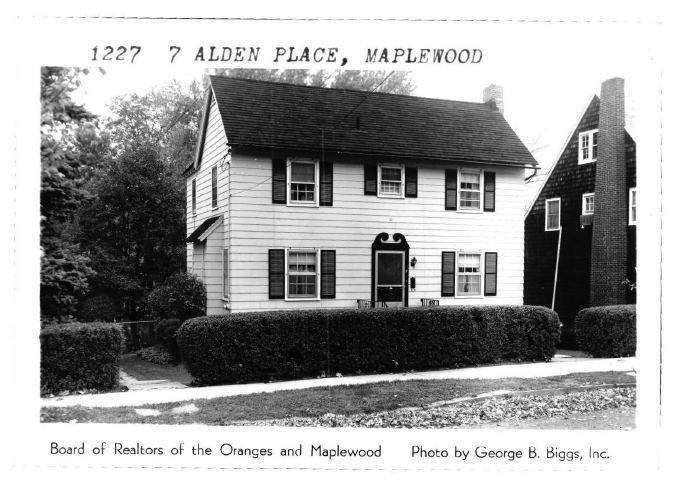 1227 7 ALDEN PLACE, MAPLEWOOD
Board of Realtors of the Oranges and Maplewood Photo by George B. Biggs, Inc.